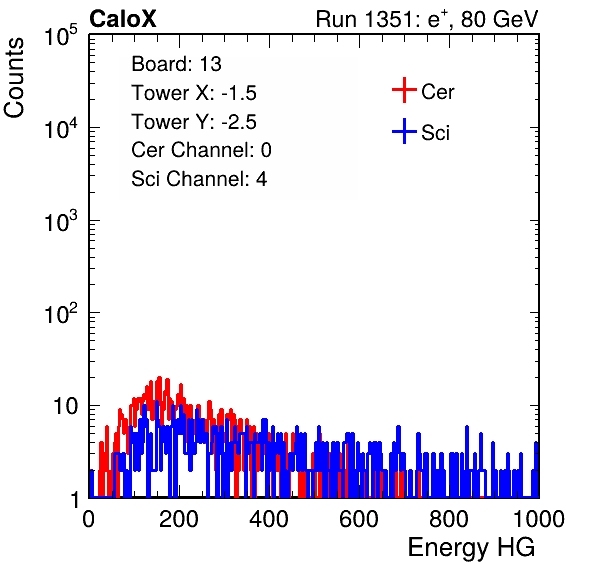 CaloX Run 1351: e⁺, 80 GeV
Counts
10⁵
10⁴
10³
10²
10
1
Board: 13
Tower X: -1.5
Tower Y: -2.5
Cer Channel: 0
Sci Channel: 4
Cer
Sci
0 200 400 600 800 1000
Energy HG